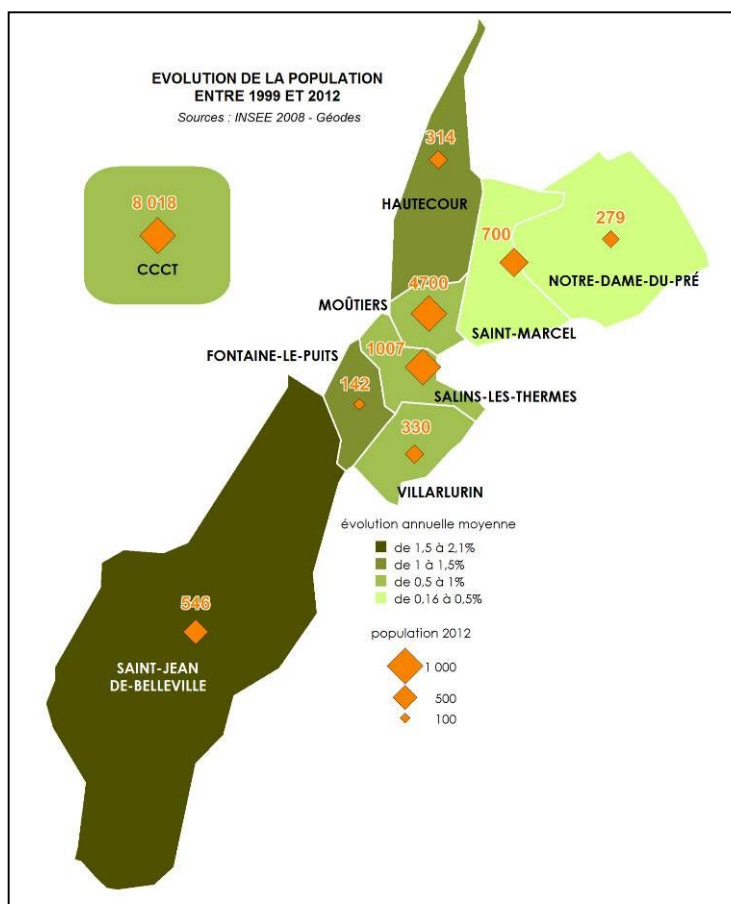 EVOLUTION DE LA POPULATION
ENTRE 1999 ET 2012
Sources : INSEE 2008 - Géodes
314
HAUTECOUR
8 018
CCCT
279
NOTRE-DAME-DU-PRÉ
700
SAINT-MARCEL
4700
MOÛTIERS
1007
SALINS-LES-THERMES
FONTAINE-LE-PUITS
142
330
VILLARLURIN
évolution annuelle moyenne
de 1,5 à 2,1%
de 1 à 1,5%
de 0,5 à 1%
de 0,16 à 0,5%
546
SAINT-JEAN
DE-BELLEVILLE
population 2012
1 000
500
100